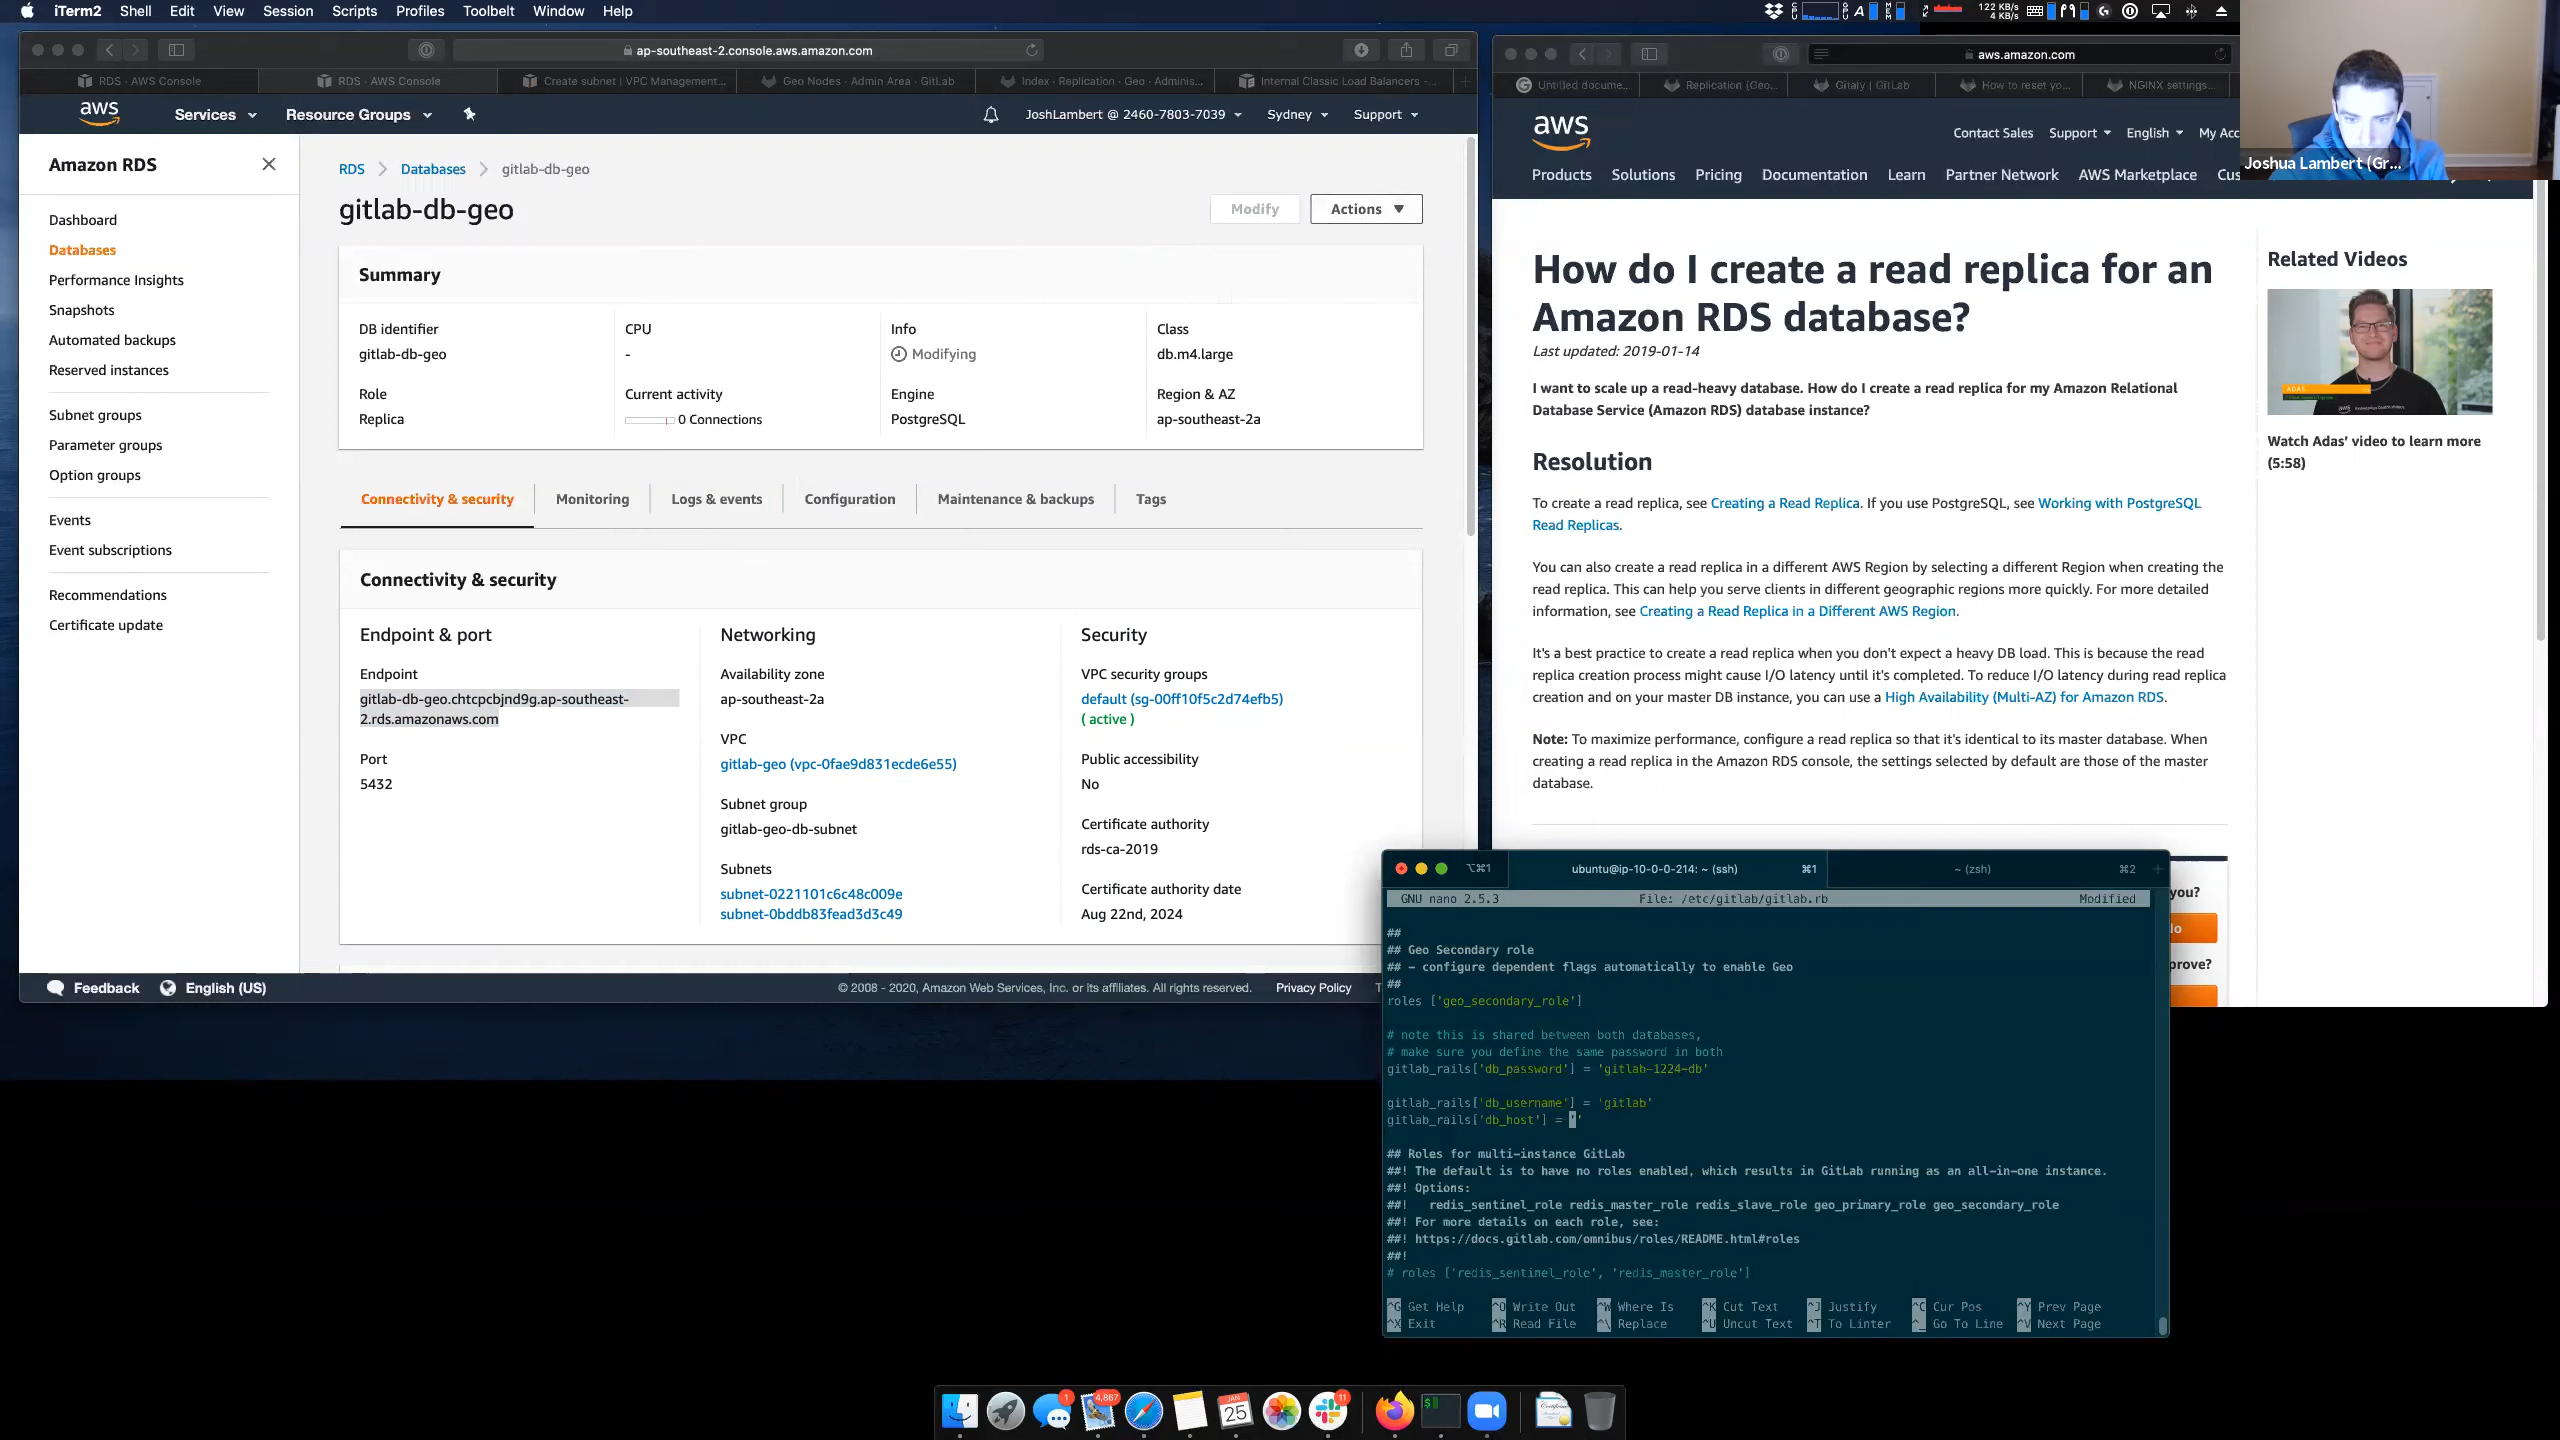 iTerm2 Shell Edit View Session Scripts Profiles Toolbelt Window Help
122 KB/s
4 KB/s
ap-southeast-2.console.aws.amazon.com
RDS · AWS Console
RDS · AWS Console
Create subnet | VPC Management...
Geo Nodes · Admin Area · GitLab
Index · Replication · Geo · Adminis...
Internal Classic Load Balancers -...
aws
Services
Resource Groups
JoshLambert @ 2460-7803-7039
Sydney
Support
Amazon RDS
Dashboard
Databases
Performance Insights
Snapshots
Automated backups
Reserved instances
Subnet groups
Parameter groups
Option groups
Events
Event subscriptions
Recommendations
Certificate update
RDS
Databases
gitlab-db-geo
gitlab-db-geo
Modify
Actions
Summary
DB identifier
gitlab-db-geo
CPU
-
Info
Modifying
Class
db.m4.large
Role
Replica
Current activity
0 Connections
Engine
PostgreSQL
Region & AZ
ap-southeast-2a
Connectivity & security
Monitoring
Logs & events
Configuration
Maintenance & backups
Tags
Connectivity & security
Endpoint & port
Endpoint
gitlab-db-geo.chtcpcbjnd9g.ap-southeast-
2.rds.amazonaws.com
Port
5432
Networking
Availability zone
ap-southeast-2a
VPC
gitlab-geo (vpc-0fae9d831ecde6e55)
Subnet group
gitlab-geo-db-subnet
Subnets
subnet-0221101c6c48c009e
subnet-0bddb83fead3d3c49
Security
VPC security groups
default (sg-00ff10f5c2d74efb5)
( active )
Public accessibility
No
Certificate authority
rds-ca-2019
Certificate authority date
Aug 22nd, 2024
Feedback
English (US)
© 2008 - 2020, Amazon Web Services, Inc. or its affiliates. All rights reserved.
Privacy Policy
aws.amazon.com
Untitled docume...
Replication (Geo...
Gitaly | GitLab
How to reset yo...
NGINX settings...
aws
Contact Sales
Support
English
My Acc
Products
Solutions
Pricing
Documentation
Learn
Partner Network
AWS Marketplace
Cus
Joshua Lambert (Gr...
How do I create a read replica for an
Amazon RDS database?
Last updated: 2019-01-14
I want to scale up a read-heavy database. How do I create a read replica for my Amazon Relational
Database Service (Amazon RDS) database instance?
Resolution
To create a read replica, see Creating a Read Replica. If you use PostgreSQL, see Working with PostgreSQL
Read Replicas.
You can also create a read replica in a different AWS Region by selecting a different Region when creating the
read replica. This can help you serve clients in different geographic regions more quickly. For more detailed
information, see Creating a Read Replica in a Different AWS Region.
It's a best practice to create a read replica when you don't expect a heavy DB load. This is because the read
replica creation process might cause I/O latency until it's completed. To reduce I/O latency during read replica
creation and on your master DB instance, you can use a High Availability (Multi-AZ) for Amazon RDS.
Note: To maximize performance, configure a read replica so that it's identical to its master database. When
creating a read replica in the Amazon RDS console, the settings selected by default are those of the master
database.
Related Videos
Watch Adas' video to learn more
(5:58)
you?
prove?
ubuntu@ip-10-0-0-214: ~ (ssh)
⌘1
~ (zsh)
⌘2
GNU nano 2.5.3
File: /etc/gitlab/gitlab.rb
Modified
##
## Geo Secondary role
## - configure dependent flags automatically to enable Geo
##
roles ['geo_secondary_role']
# note this is shared between both databases,
# make sure you define the same password in both
gitlab_rails['db_password'] = 'gitlab-1224-db'
gitlab_rails['db_username'] = 'gitlab'
gitlab_rails['db_host'] = ''
## Roles for multi-instance GitLab
##! The default is to have no roles enabled, which results in GitLab running as an all-in-one instance.
##! Options:
##!   redis_sentinel_role redis_master_role redis_slave_role geo_primary_role geo_secondary_role
##! For more details on each role, see:
##! https://docs.gitlab.com/omnibus/roles/README.html#roles
##!
# roles ['redis_sentinel_role', 'redis_master_role']
^G Get Help ^O Write Out ^W Where Is ^K Cut Text ^J Justify ^C Cur Pos ^Y Prev Page
^X Exit ^R Read File ^\ Replace ^U Uncut Text ^T To Linter ^_ Go To Line ^V Next Page
1
4,867
JAN
25
11